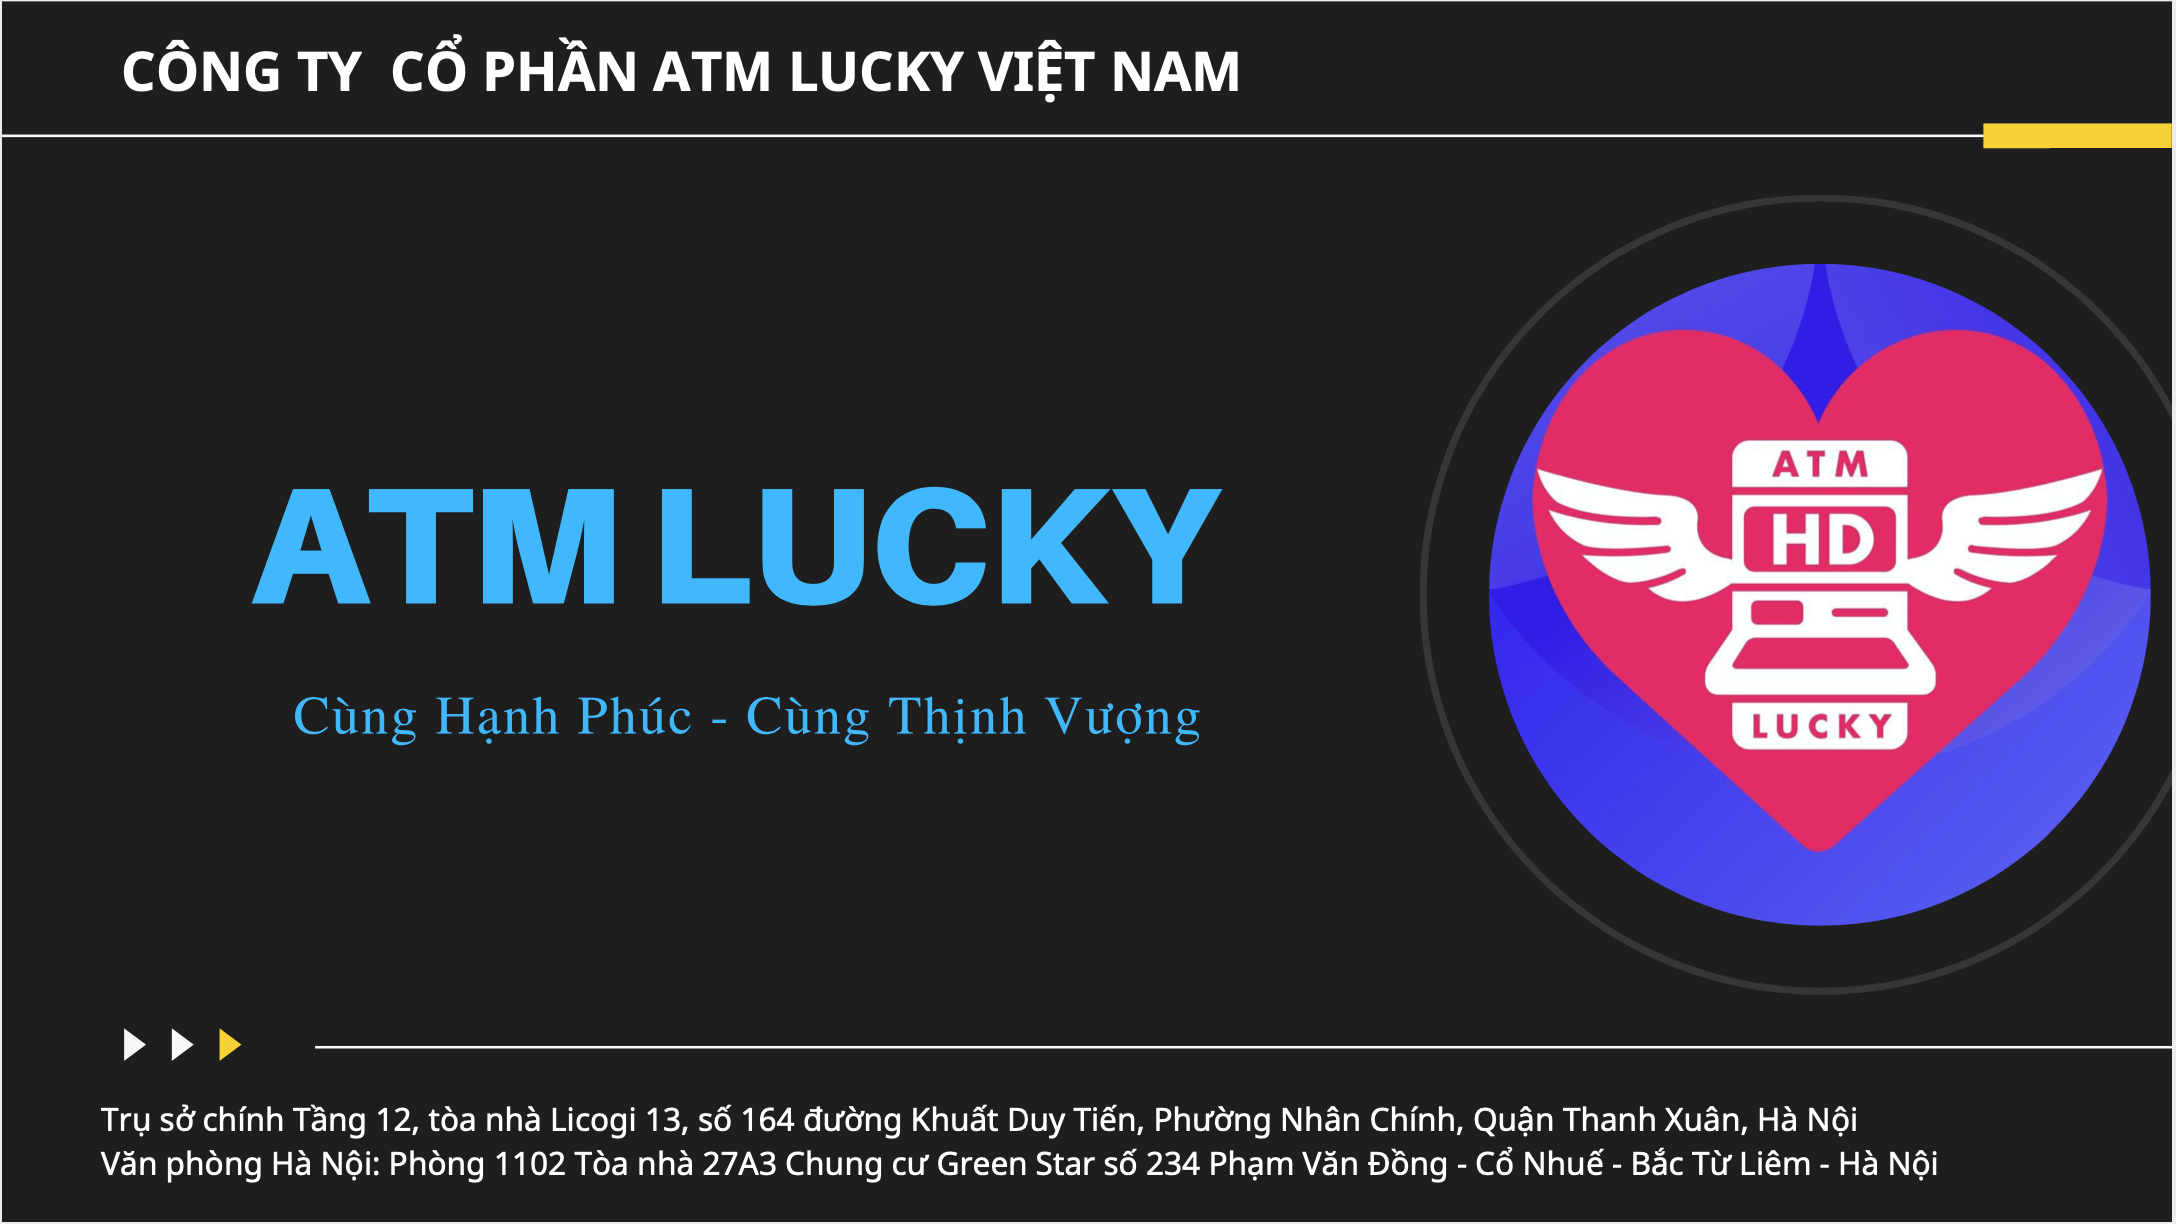 CÔNG TY CỔ PHẦN ATM LUCKY VIỆT NAM
ATM LUCKY
Cùng Hạnh Phúc - Cùng Thịnh Vượng
ATM
HD
LUCKY
Trụ sở chính Tầng 12, tòa nhà Licogi 13, số 164 đường Khuất Duy Tiến, Phường Nhân Chính, Quận Thanh Xuân, Hà Nội
Văn phòng Hà Nội: Phòng 1102 Tòa nhà 27A3 Chung cư Green Star số 234 Phạm Văn Đồng - Cổ Nhuế - Bắc Từ Liêm - Hà Nội